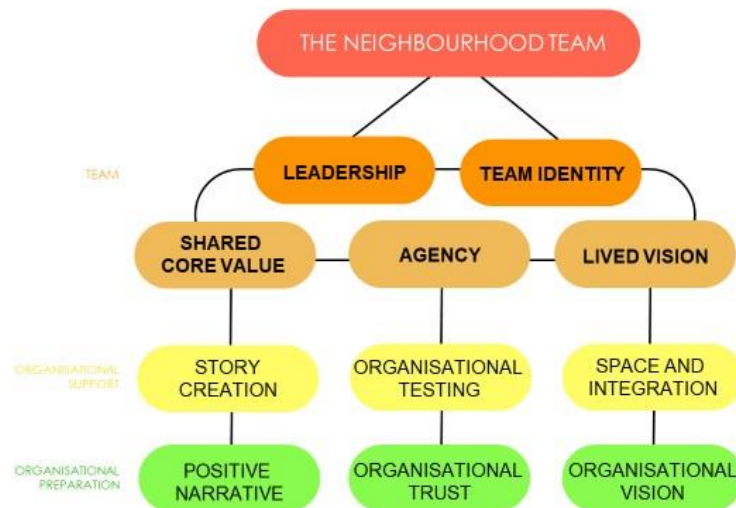 THE NEIGHBOURHOOD TEAM
TEAM
LEADERSHIP
TEAM IDENTITY
SHARED
CORE VALUE
AGENCY
LIVED VISION
ORGANISATIONAL
SUPPORT
STORY
CREATION
ORGANISATIONAL
TESTING
SPACE AND
INTEGRATION
ORGANISATIONAL
PREPARATION
POSITIVE
NARRATIVE
ORGANISATIONAL
TRUST
ORGANISATIONAL
VISION